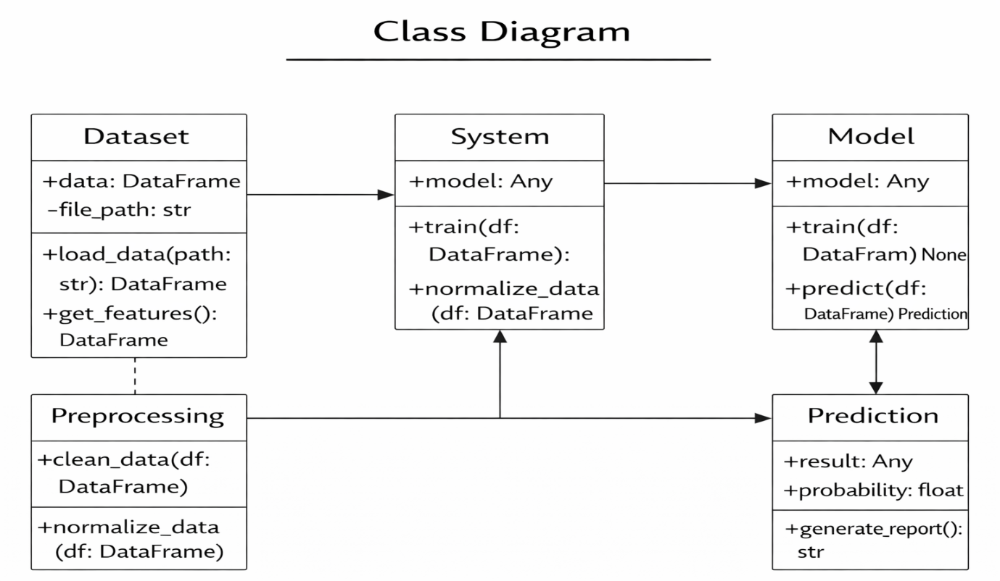 Class Diagram
Dataset
+data: DataFrame
-file_path: str
+load_data(path:
str): DataFrame
+get_features():
DataFrame
System
+model: Any
+train(df:
DataFrame):
+normalize_data
(df: DataFrame
Model
+model: Any
+train(df:
DataFram) None
+predict(df:
DataFrame) Prediction
Preprocessing
+clean_data(df:
DataFrame)
+normalize_data
(df: DataFrame)
Prediction
+result: Any
+probability: float
+generate_report():
str